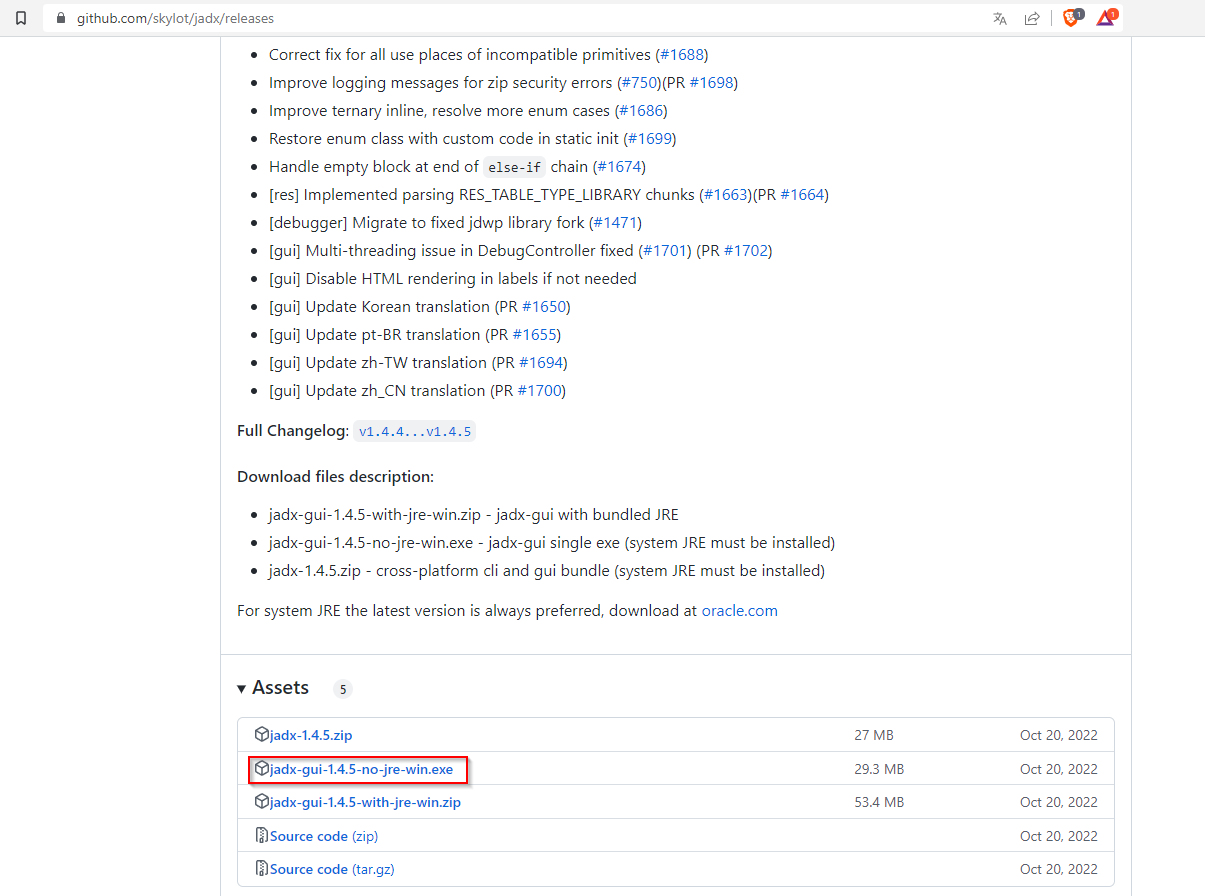 github.com/skylot/jadx/releases
1
1
Correct fix for all use places of incompatible primitives (#1688)
Improve logging messages for zip security errors (#750)(PR #1698)
Improve ternary inline, resolve more enum cases (#1686)
Restore enum class with custom code in static init (#1699)
Handle empty block at end of else-if chain (#1674)
[res] Implemented parsing RES_TABLE_TYPE_LIBRARY chunks (#1663)(PR #1664)
[debugger] Migrate to fixed jdwp library fork (#1471)
[gui] Multi-threading issue in DebugController fixed (#1701) (PR #1702)
[gui] Disable HTML rendering in labels if not needed
[gui] Update Korean translation (PR #1650)
[gui] Update pt-BR translation (PR #1655)
[gui] Update zh-TW translation (PR #1694)
[gui] Update zh_CN translation (PR #1700)
Full Changelog: v1.4.4...v1.4.5
Download files description:
jadx-gui-1.4.5-with-jre-win.zip - jadx-gui with bundled JRE
jadx-gui-1.4.5-no-jre-win.exe - jadx-gui single exe (system JRE must be installed)
jadx-1.4.5.zip - cross-platform cli and gui bundle (system JRE must be installed)
For system JRE the latest version is always preferred, download at oracle.com
Assets 5
jadx-1.4.5.zip 27 MB Oct 20, 2022
jadx-gui-1.4.5-no-jre-win.exe 29.3 MB Oct 20, 2022
jadx-gui-1.4.5-with-jre-win.zip 53.4 MB Oct 20, 2022
Source code (zip) Oct 20, 2022
Source code (tar.gz) Oct 20, 2022